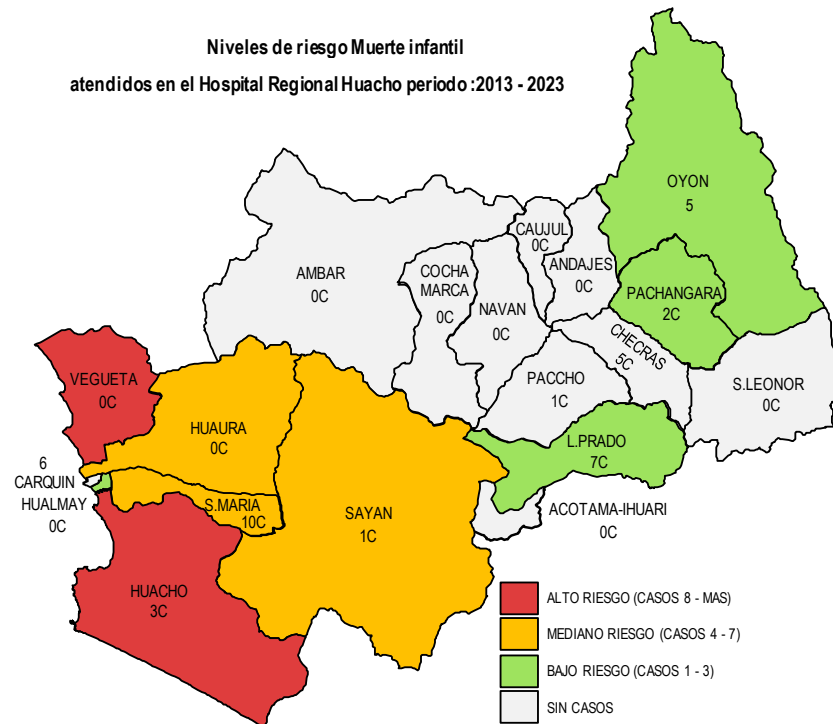 Niveles de riesgo Muerte infantil
atendidos en el Hospital Regional Huacho periodo :2013 - 2023
OYON
5
CAUJUL
0C
ANDAJES
0C
AMBAR
0C
COCHA
MARCA
0C
NAVAN
0C
PACHANGARA
2C
CHECRAS
5C
VEGUETA
0C
PACCHO
1C
S.LEONOR
0C
HUAURA
0C
L.PRADO
7C
6
CARQUIN
HUALMAY
0C
S.MARIA
10C
SAYAN
1C
ACOTAMA-IHUARI
0C
HUACHO
3C
ALTO RIESGO (CASOS 8 - MAS)
MEDIANO RIESGO (CASOS 4 - 7)
BAJO RIESGO (CASOS 1 - 3)
SIN CASOS